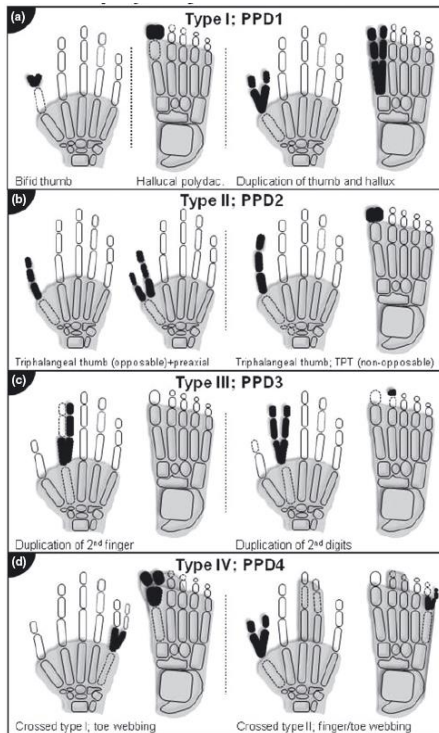 (a) Type I; PPD1
Bifid thumb Hallucal polydac. Duplication of thumb and hallux
(b) Type II; PPD2
Triphalangeal thumb (opposable)+preaxial Triphalangeal thumb; TPT (non-opposable)
(c) Type III; PPD3
Duplication of 2nd finger Duplication of 2nd digits
(d) Type IV; PPD4
Crossed type I; toe webbing Crossed type II; finger/toe webbing